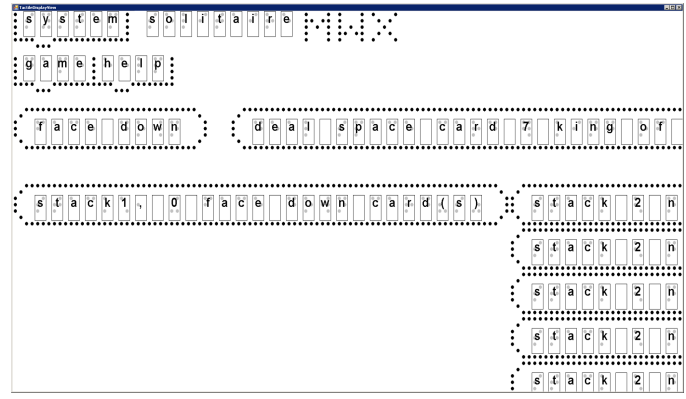 TactileDisplayView
system solitaire MWX
game help
face down deal space card 7 king of
stack1, 0 face down card(s) stack 2 n
stack 2 n
stack 2 n
stack 2 n
stack 2 n